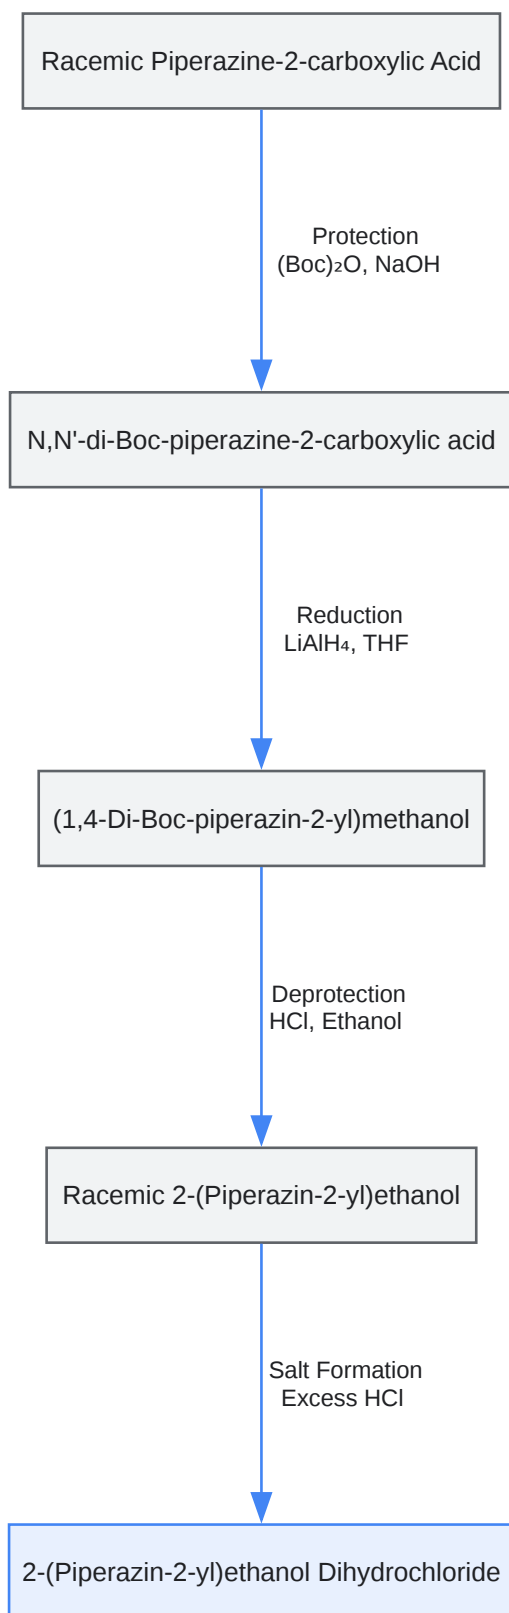 Racemic Piperazine-2-carboxylic Acid
Protection
(Boc)₂O, NaOH
N,N'-di-Boc-piperazine-2-carboxylic acid
Reduction
LiAlH₄, THF
(1,4-Di-Boc-piperazin-2-yl)methanol
Deprotection
HCl, Ethanol
Racemic 2-(Piperazin-2-yl)ethanol
Salt Formation
Excess HCl
2-(Piperazin-2-yl)ethanol Dihydrochloride